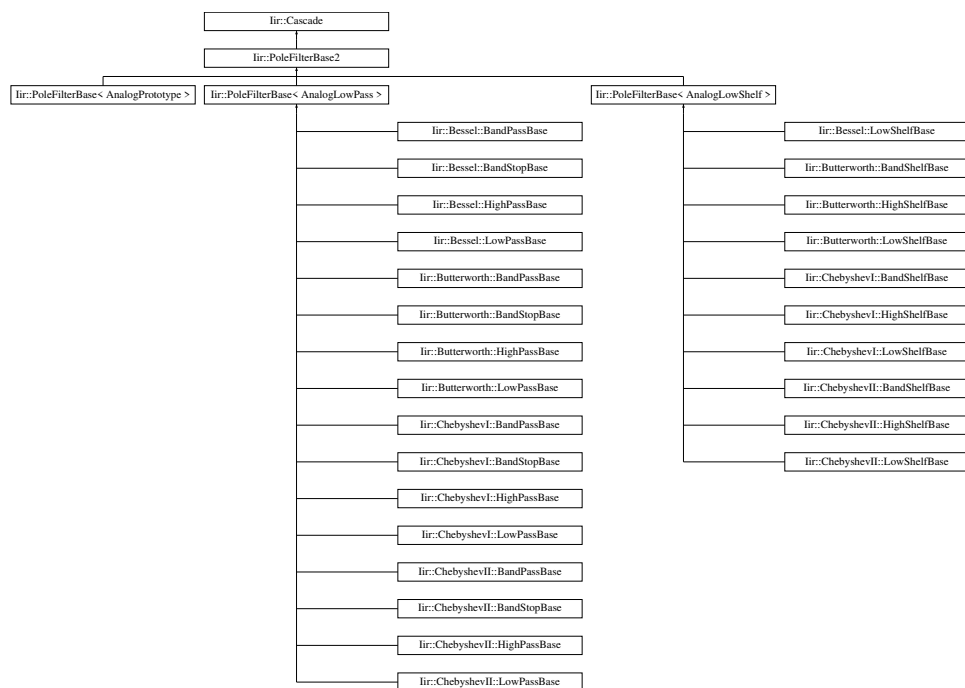 Iir::Cascade
Iir::PoleFilterBase2
Iir::PoleFilterBase< AnalogPrototype >
Iir::PoleFilterBase< AnalogLowPass >
Iir::PoleFilterBase< AnalogLowShelf >
Iir::Bessel::BandPassBase
Iir::Bessel::LowShelfBase
Iir::Bessel::BandStopBase
Iir::Butterworth::BandShelfBase
Iir::Bessel::HighPassBase
Iir::Butterworth::HighShelfBase
Iir::Bessel::LowPassBase
Iir::Butterworth::LowShelfBase
Iir::Butterworth::BandPassBase
Iir::ChebyshevI::BandShelfBase
Iir::Butterworth::BandStopBase
Iir::ChebyshevI::HighShelfBase
Iir::Butterworth::HighPassBase
Iir::ChebyshevI::LowShelfBase
Iir::Butterworth::LowPassBase
Iir::ChebyshevII::BandShelfBase
Iir::ChebyshevI::BandPassBase
Iir::ChebyshevII::HighShelfBase
Iir::ChebyshevI::BandStopBase
Iir::ChebyshevII::LowShelfBase
Iir::ChebyshevI::HighPassBase
Iir::ChebyshevI::LowPassBase
Iir::ChebyshevII::BandPassBase
Iir::ChebyshevII::BandStopBase
Iir::ChebyshevII::HighPassBase
Iir::ChebyshevII::LowPassBase